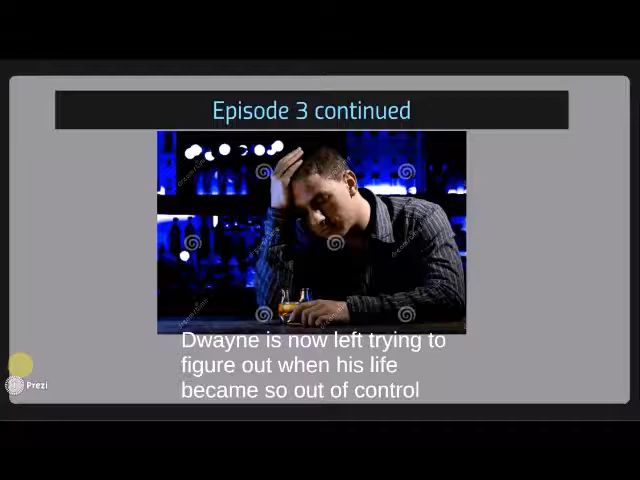 Episode 3 continued
Dwayne is now left trying to
figure out when his life
became so out of control
Prezi